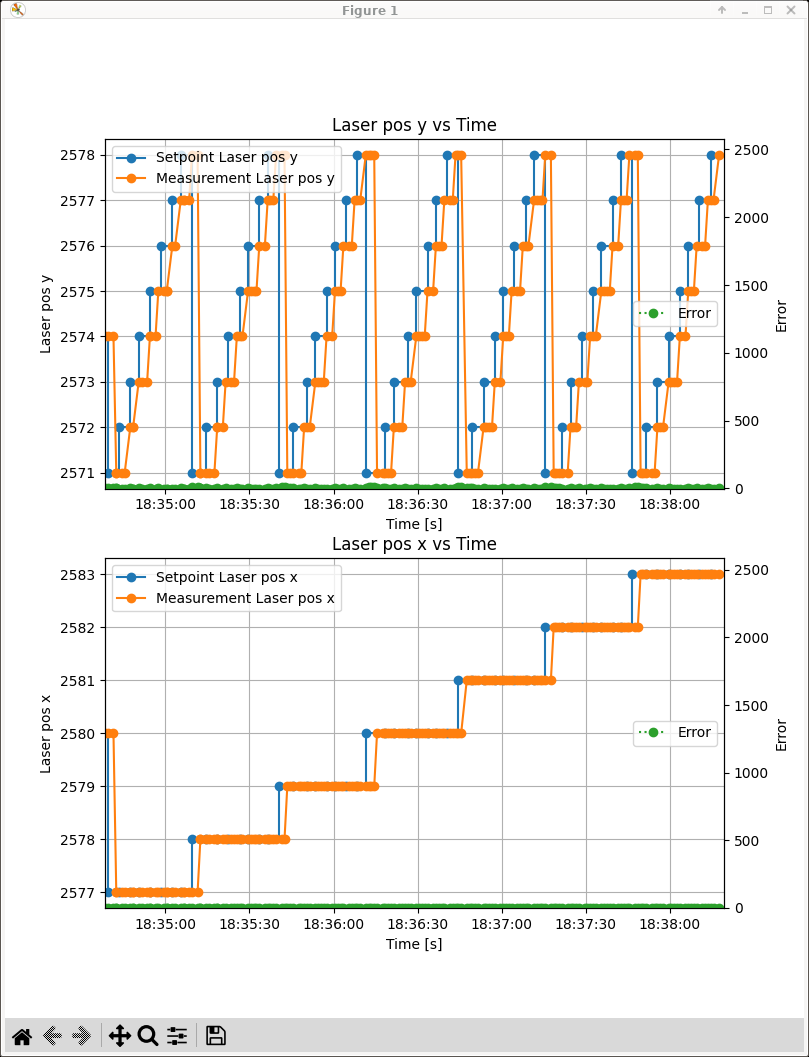 Figure 1
Laser pos y vs Time
Setpoint Laser pos y
Measurement Laser pos y
2578
2577
2576
2575
2574
2573
2572
2571
Laser pos y
2500
2000
1500
1000
500
0
Error
Error
18:35:00 18:35:30 18:36:00 18:36:30 18:37:00 18:37:30 18:38:00
Time [s]
Laser pos x vs Time
Setpoint Laser pos x
Measurement Laser pos x
2583
2582
2581
2580
2579
2578
2577
Laser pos x
2500
2000
1500
1000
500
0
Error
Error
18:35:00 18:35:30 18:36:00 18:36:30 18:37:00 18:37:30 18:38:00
Time [s]